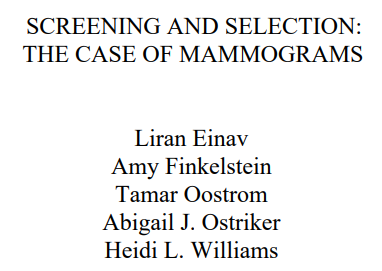 SCREENING AND SELECTION:
THE CASE OF MAMMOGRAMS
Liran Einav
Amy Finkelstein
Tamar Oostrom
Abigail J. Ostriker
Heidi L. Williams